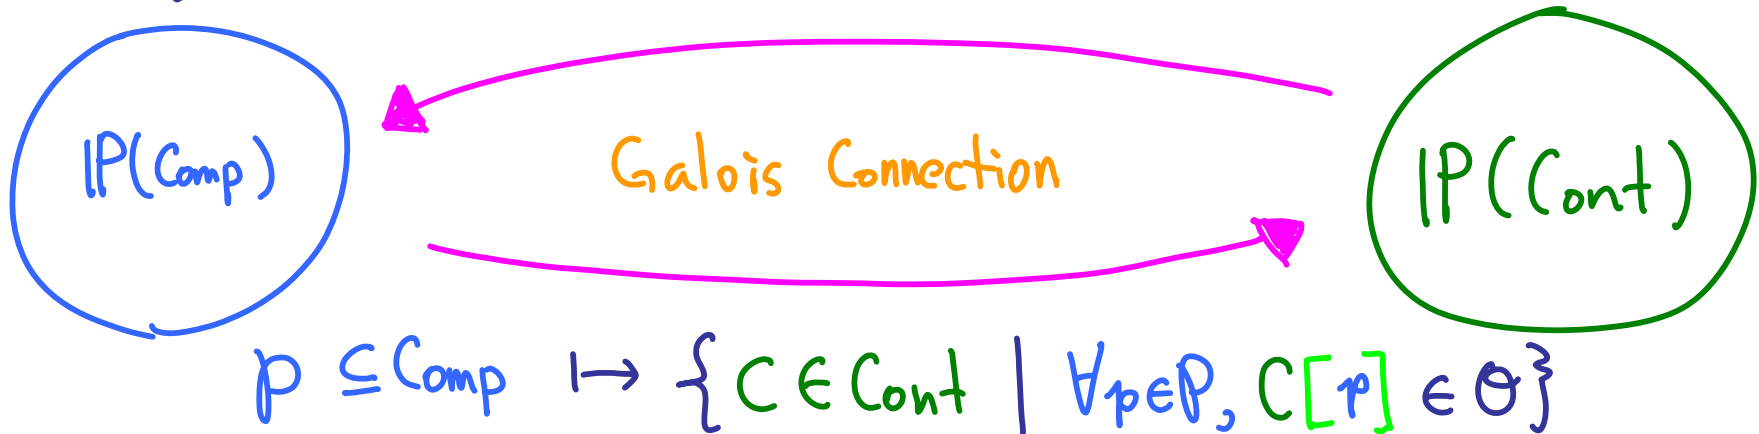 ℙ(Comp) Galois Connection ℙ(Cont)
P ⊆ Comp ↦ {C ∈ Cont | ∀p∈P, C[p] ∈ Θ}